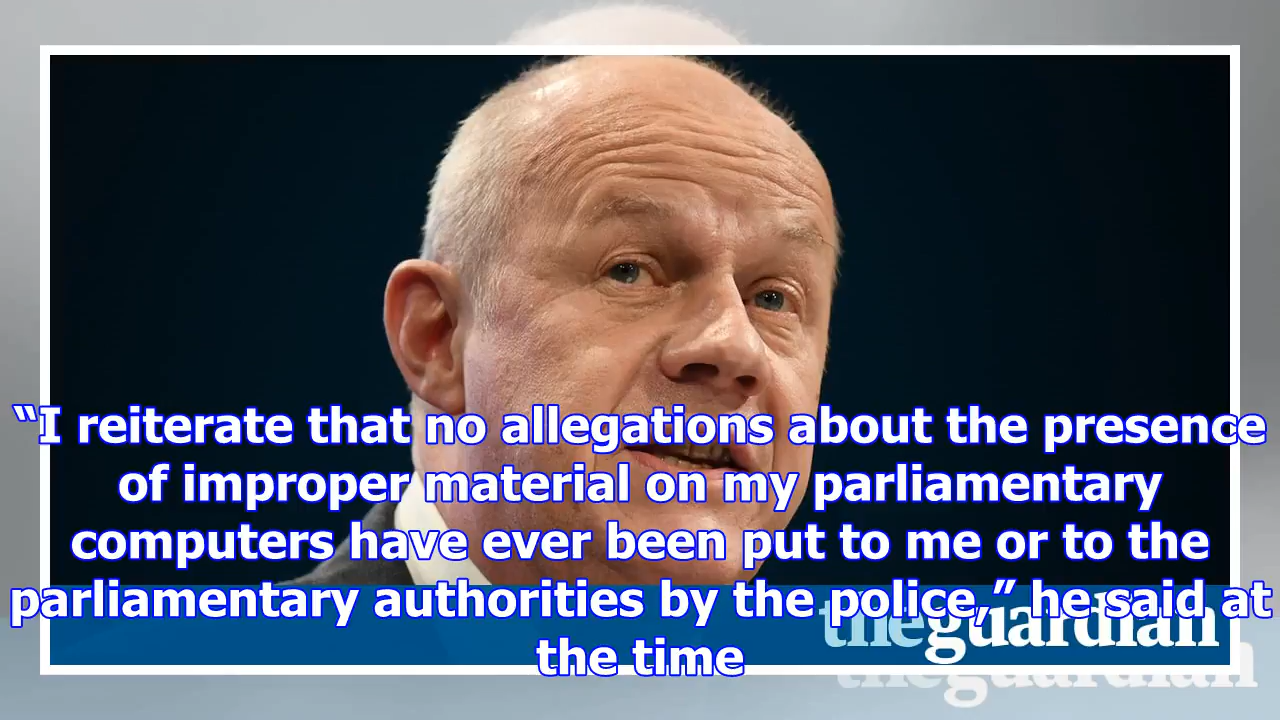 “I reiterate that no allegations about the presence
of improper material on my parliamentary
computers have ever been put to me or to the
parliamentary authorities by the police,” he said at
the time
theguardian
theguardian